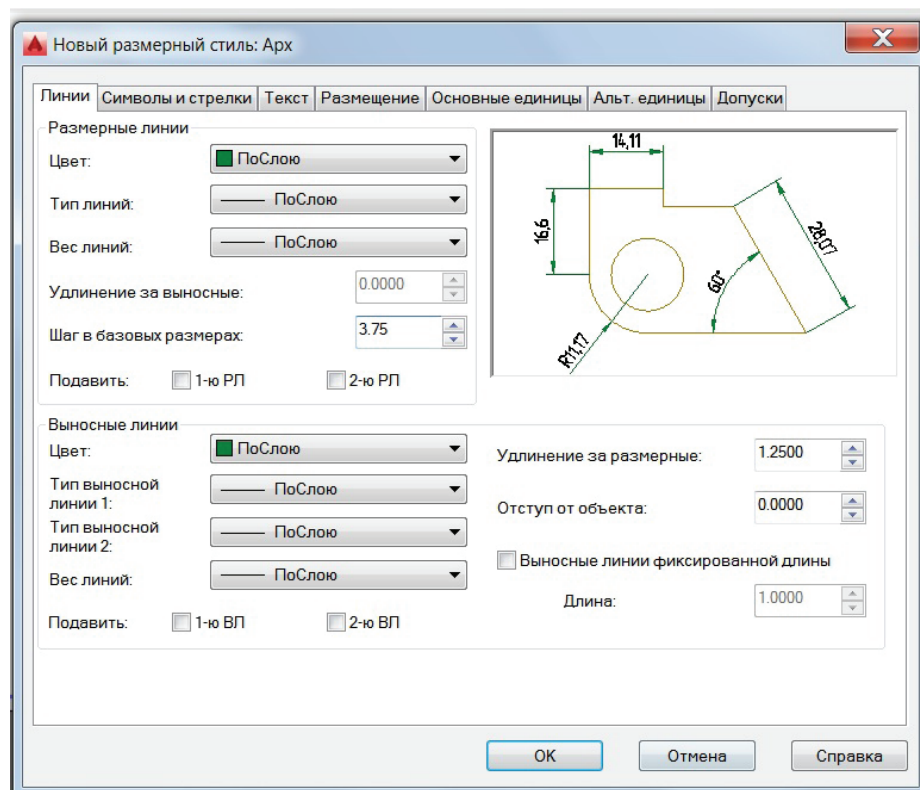 Новый размерный стиль: Арх
Линии Символы и стрелки Текст Размещение Основные единицы Альт. единицы Допуски
Размерные линии
Цвет: ПоСлою
Тип линий: ПоСлою
Вес линий: ПоСлою
Удлинение за выносные: 0.0000
Шаг в базовых размерах: 3.75
Подавить: 1-ю РЛ 2-ю РЛ
14,11
16,6
28,07
60°
R11,17
Выносные линии
Цвет: ПоСлою
Тип выносной
линии 1: ПоСлою
Тип выносной
линии 2: ПоСлою
Вес линий: ПоСлою
Подавить: 1-ю ВЛ 2-ю ВЛ
Удлинение за размерные: 1.2500
Отступ от объекта: 0.0000
Выносные линии фиксированной длины
Длина: 1.0000
OK Отмена Справка